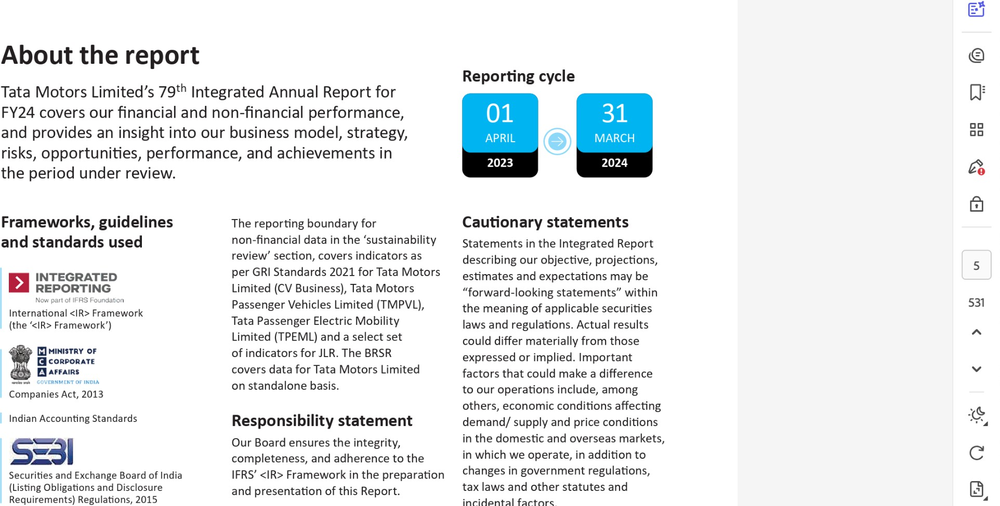 About the report
Tata Motors Limited’s 79th Integrated Annual Report for
FY24 covers our financial and non-financial performance,
and provides an insight into our business model, strategy,
risks, opportunities, performance, and achievements in
the period under review.
Reporting cycle
01
APRIL
2023
31
MARCH
2024
Frameworks, guidelines
and standards used
INTEGRATED
REPORTING
Now part of IFRS Foundation
International <IR> Framework
(the ‘<IR> Framework’)
MINISTRY OF
CORPORATE
AFFAIRS
GOVERNMENT OF INDIA
Companies Act, 2013
Indian Accounting Standards
SEBI
Securities and Exchange Board of India
(Listing Obligations and Disclosure
Requirements) Regulations, 2015
The reporting boundary for
non-financial data in the ‘sustainability
review’ section, covers indicators as
per GRI Standards 2021 for Tata Motors
Limited (CV Business), Tata Motors
Passenger Vehicles Limited (TMPVL),
Tata Passenger Electric Mobility
Limited (TPEML) and a select set
of indicators for JLR. The BRSR
covers data for Tata Motors Limited
on standalone basis.
Responsibility statement
Our Board ensures the integrity,
completeness, and adherence to the
IFRS’ <IR> Framework in the preparation
and presentation of this Report.
Cautionary statements
Statements in the Integrated Report
describing our objective, projections,
estimates and expectations may be
“forward-looking statements” within
the meaning of applicable securities
laws and regulations. Actual results
could differ materially from those
expressed or implied. Important
factors that could make a difference
to our operations include, among
others, economic conditions affecting
demand/ supply and price conditions
in the domestic and overseas markets,
in which we operate, in addition to
changes in government regulations,
tax laws and other statutes and
incidental factors.
5
531